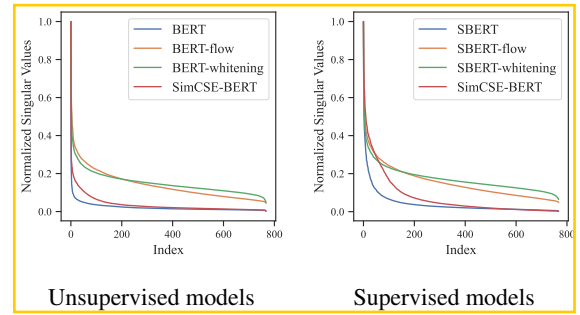 Normalized Singular Values
1.0
0.8
0.6
0.4
0.2
0.0
BERT
BERT-flow
BERT-whitening
SimCSE-BERT
0 200 400 600 800
Index
Unsupervised models
Normalized Singular Values
1.0
0.8
0.6
0.4
0.2
0.0
SBERT
SBERT-flow
SBERT-whitening
SimCSE-BERT
0 200 400 600 800
Index
Supervised models